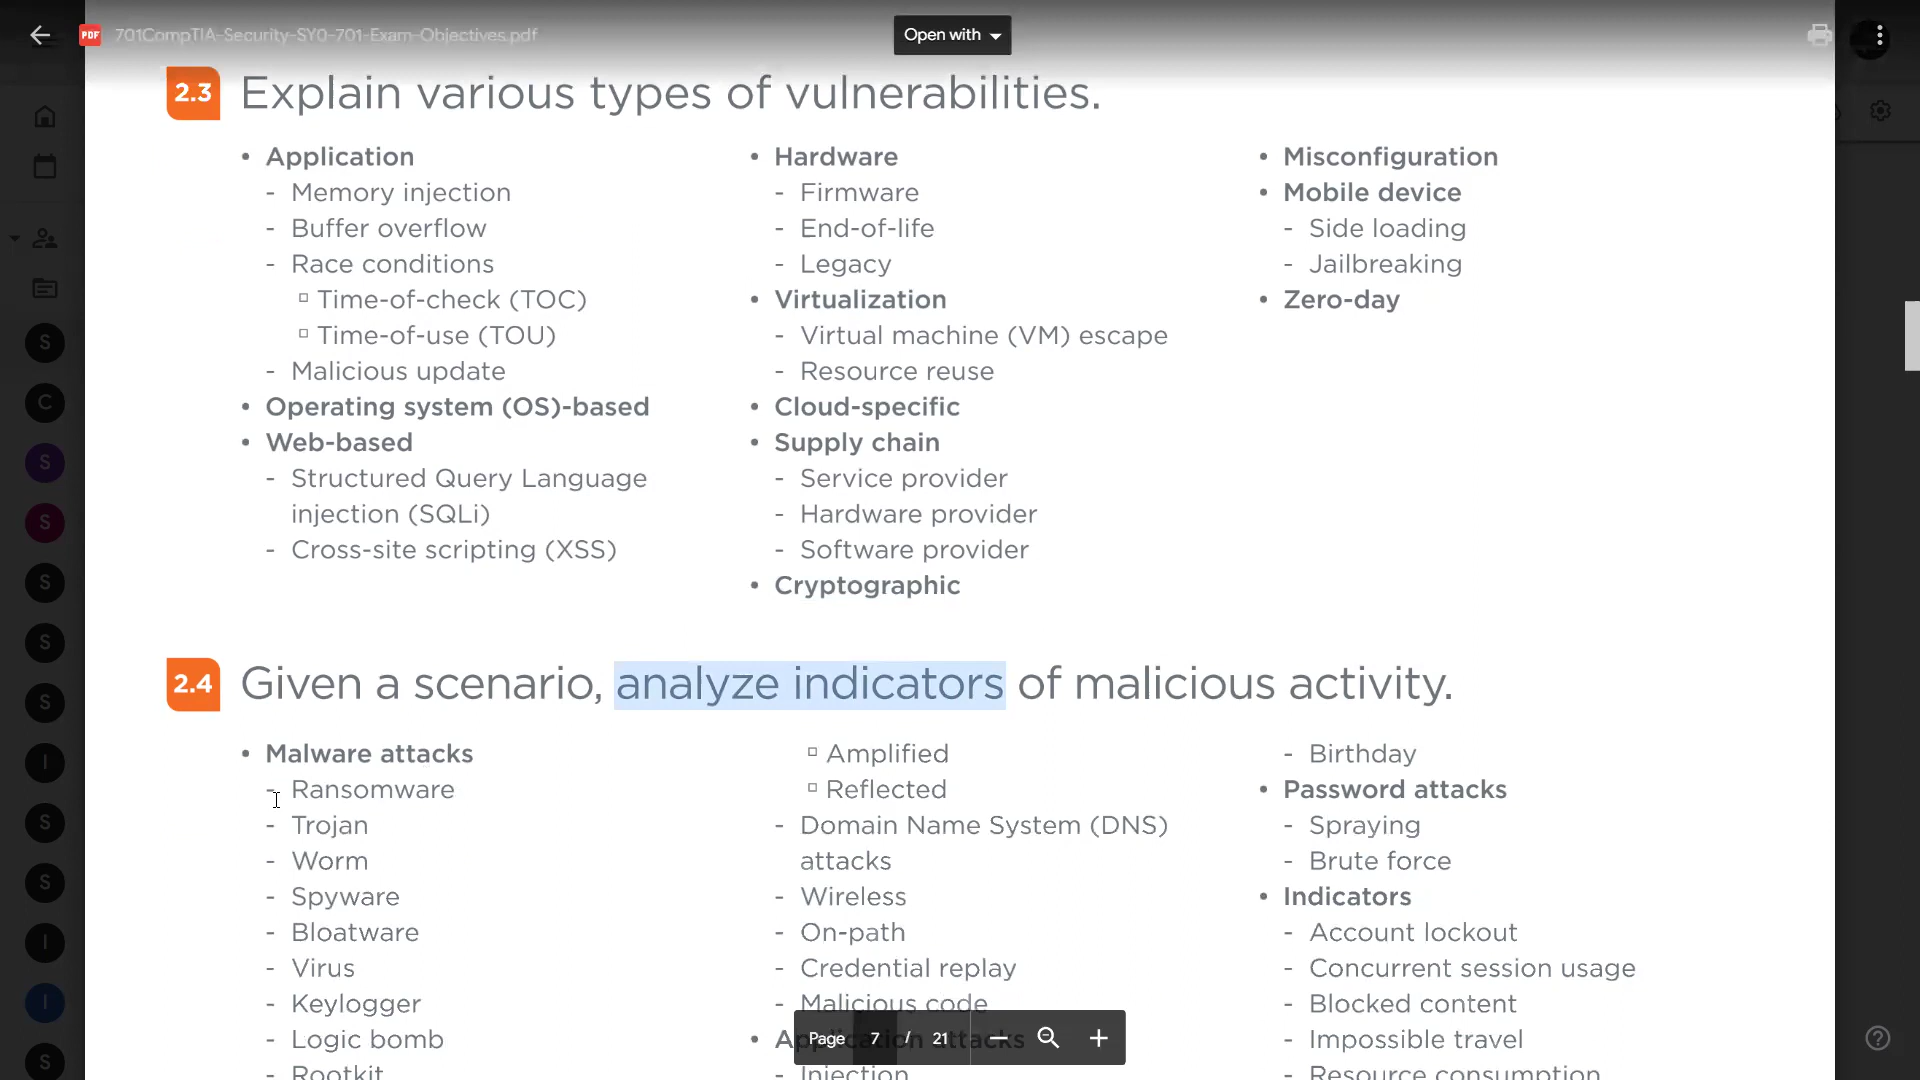 701CompTIA-Security-SY0-701-Exam-Objectives.pdf
PDF
Open with
2.3 Explain various types of vulnerabilities.
• Application
- Memory injection
- Buffer overflow
- Race conditions
▫ Time-of-check (TOC)
▫ Time-of-use (TOU)
- Malicious update
• Operating system (OS)-based
• Web-based
- Structured Query Language
injection (SQLi)
- Cross-site scripting (XSS)
• Hardware
- Firmware
- End-of-life
- Legacy
• Virtualization
- Virtual machine (VM) escape
- Resource reuse
• Cloud-specific
• Supply chain
- Service provider
- Hardware provider
- Software provider
• Cryptographic
• Misconfiguration
• Mobile device
- Side loading
- Jailbreaking
• Zero-day
2.4 Given a scenario, analyze indicators of malicious activity.
• Malware attacks
- Ransomware
- Trojan
- Worm
- Spyware
- Bloatware
- Virus
- Keylogger
- Logic bomb
- Rootkit
▫ Amplified
▫ Reflected
- Domain Name System (DNS)
attacks
- Wireless
- On-path
- Credential replay
- Malicious code
• Application attacks
- Injection
- Birthday
• Password attacks
- Spraying
- Brute force
• Indicators
- Account lockout
- Concurrent session usage
- Blocked content
- Impossible travel
- Resource consumption
Page 7 / 21
S
C
S
S
S
S
S
I
S
S
I
I
S